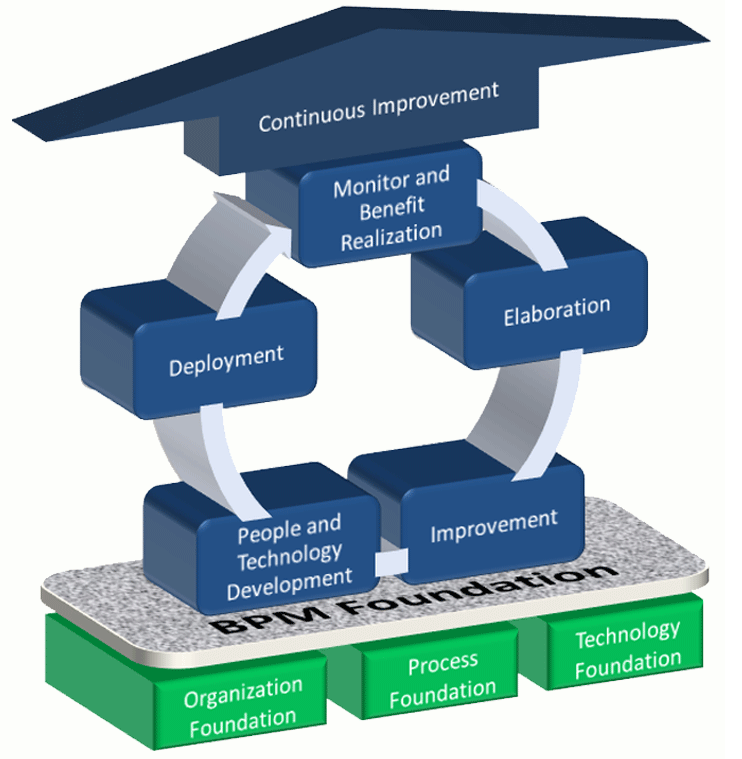 Continuous Improvement
Monitor and
Benefit
Realization
Elaboration
Deployment
People and
Technology
Development
Improvement
BPM Foundation
Organization
Foundation
Process
Foundation
Technology
Foundation